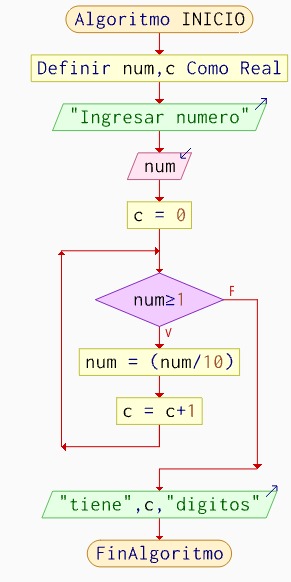 Algoritmo INICIO
Definir num,c Como Real
"Ingresar numero"
num
c = 0
num≥1
F
V
num = (num/10)
c = c+1
"tiene",c,"digitos"
FinAlgoritmo